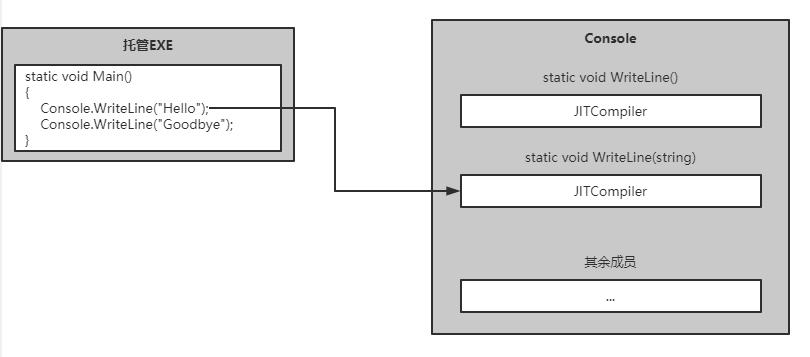 托管EXE
static void Main()
{
Console.WriteLine("Hello");
Console.WriteLine("Goodbye");
}
Console
static void WriteLine()
JITCompiler
static void WriteLine(string)
JITCompiler
其余成员
...